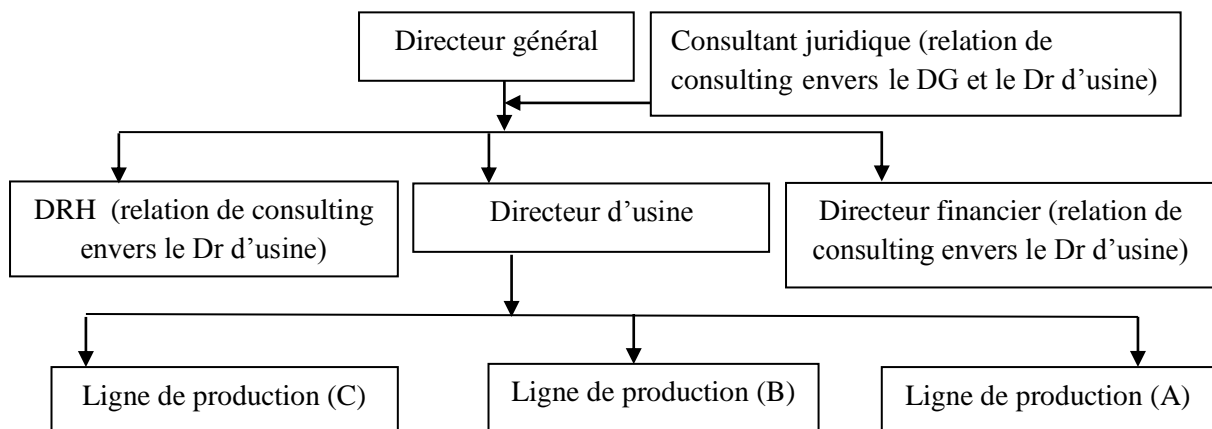 Directeur général
Consultant juridique (relation de
consulting envers le DG et le Dr d’usine)
DRH (relation de consulting
envers le Dr d’usine)
Directeur d’usine
Directeur financier (relation de
consulting envers le Dr d’usine)
Ligne de production (C)
Ligne de production (B)
Ligne de production (A)